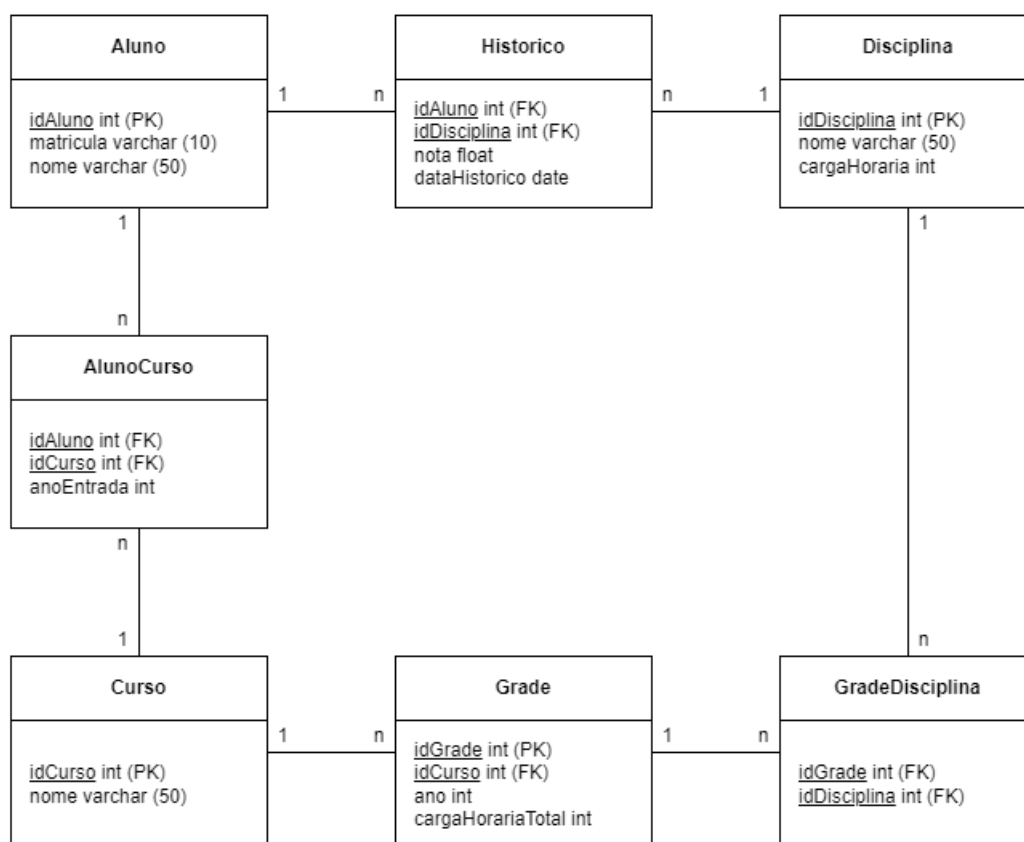 Aluno
idAluno int (PK)
matricula varchar (10)
nome varchar (50)
1
n
Historico
idAluno int (FK)
idDisciplina int (FK)
nota float
dataHistorico date
n
1
Disciplina
idDisciplina int (PK)
nome varchar (50)
cargaHoraria int
1
n
1
n
AlunoCurso
idAluno int (FK)
idCurso int (FK)
anoEntrada int
n
1
Curso
idCurso int (PK)
nome varchar (50)
1
n
Grade
idGrade int (PK)
idCurso int (FK)
ano int
cargaHorariaTotal int
1
n
GradeDisciplina
idGrade int (FK)
idDisciplina int (FK)